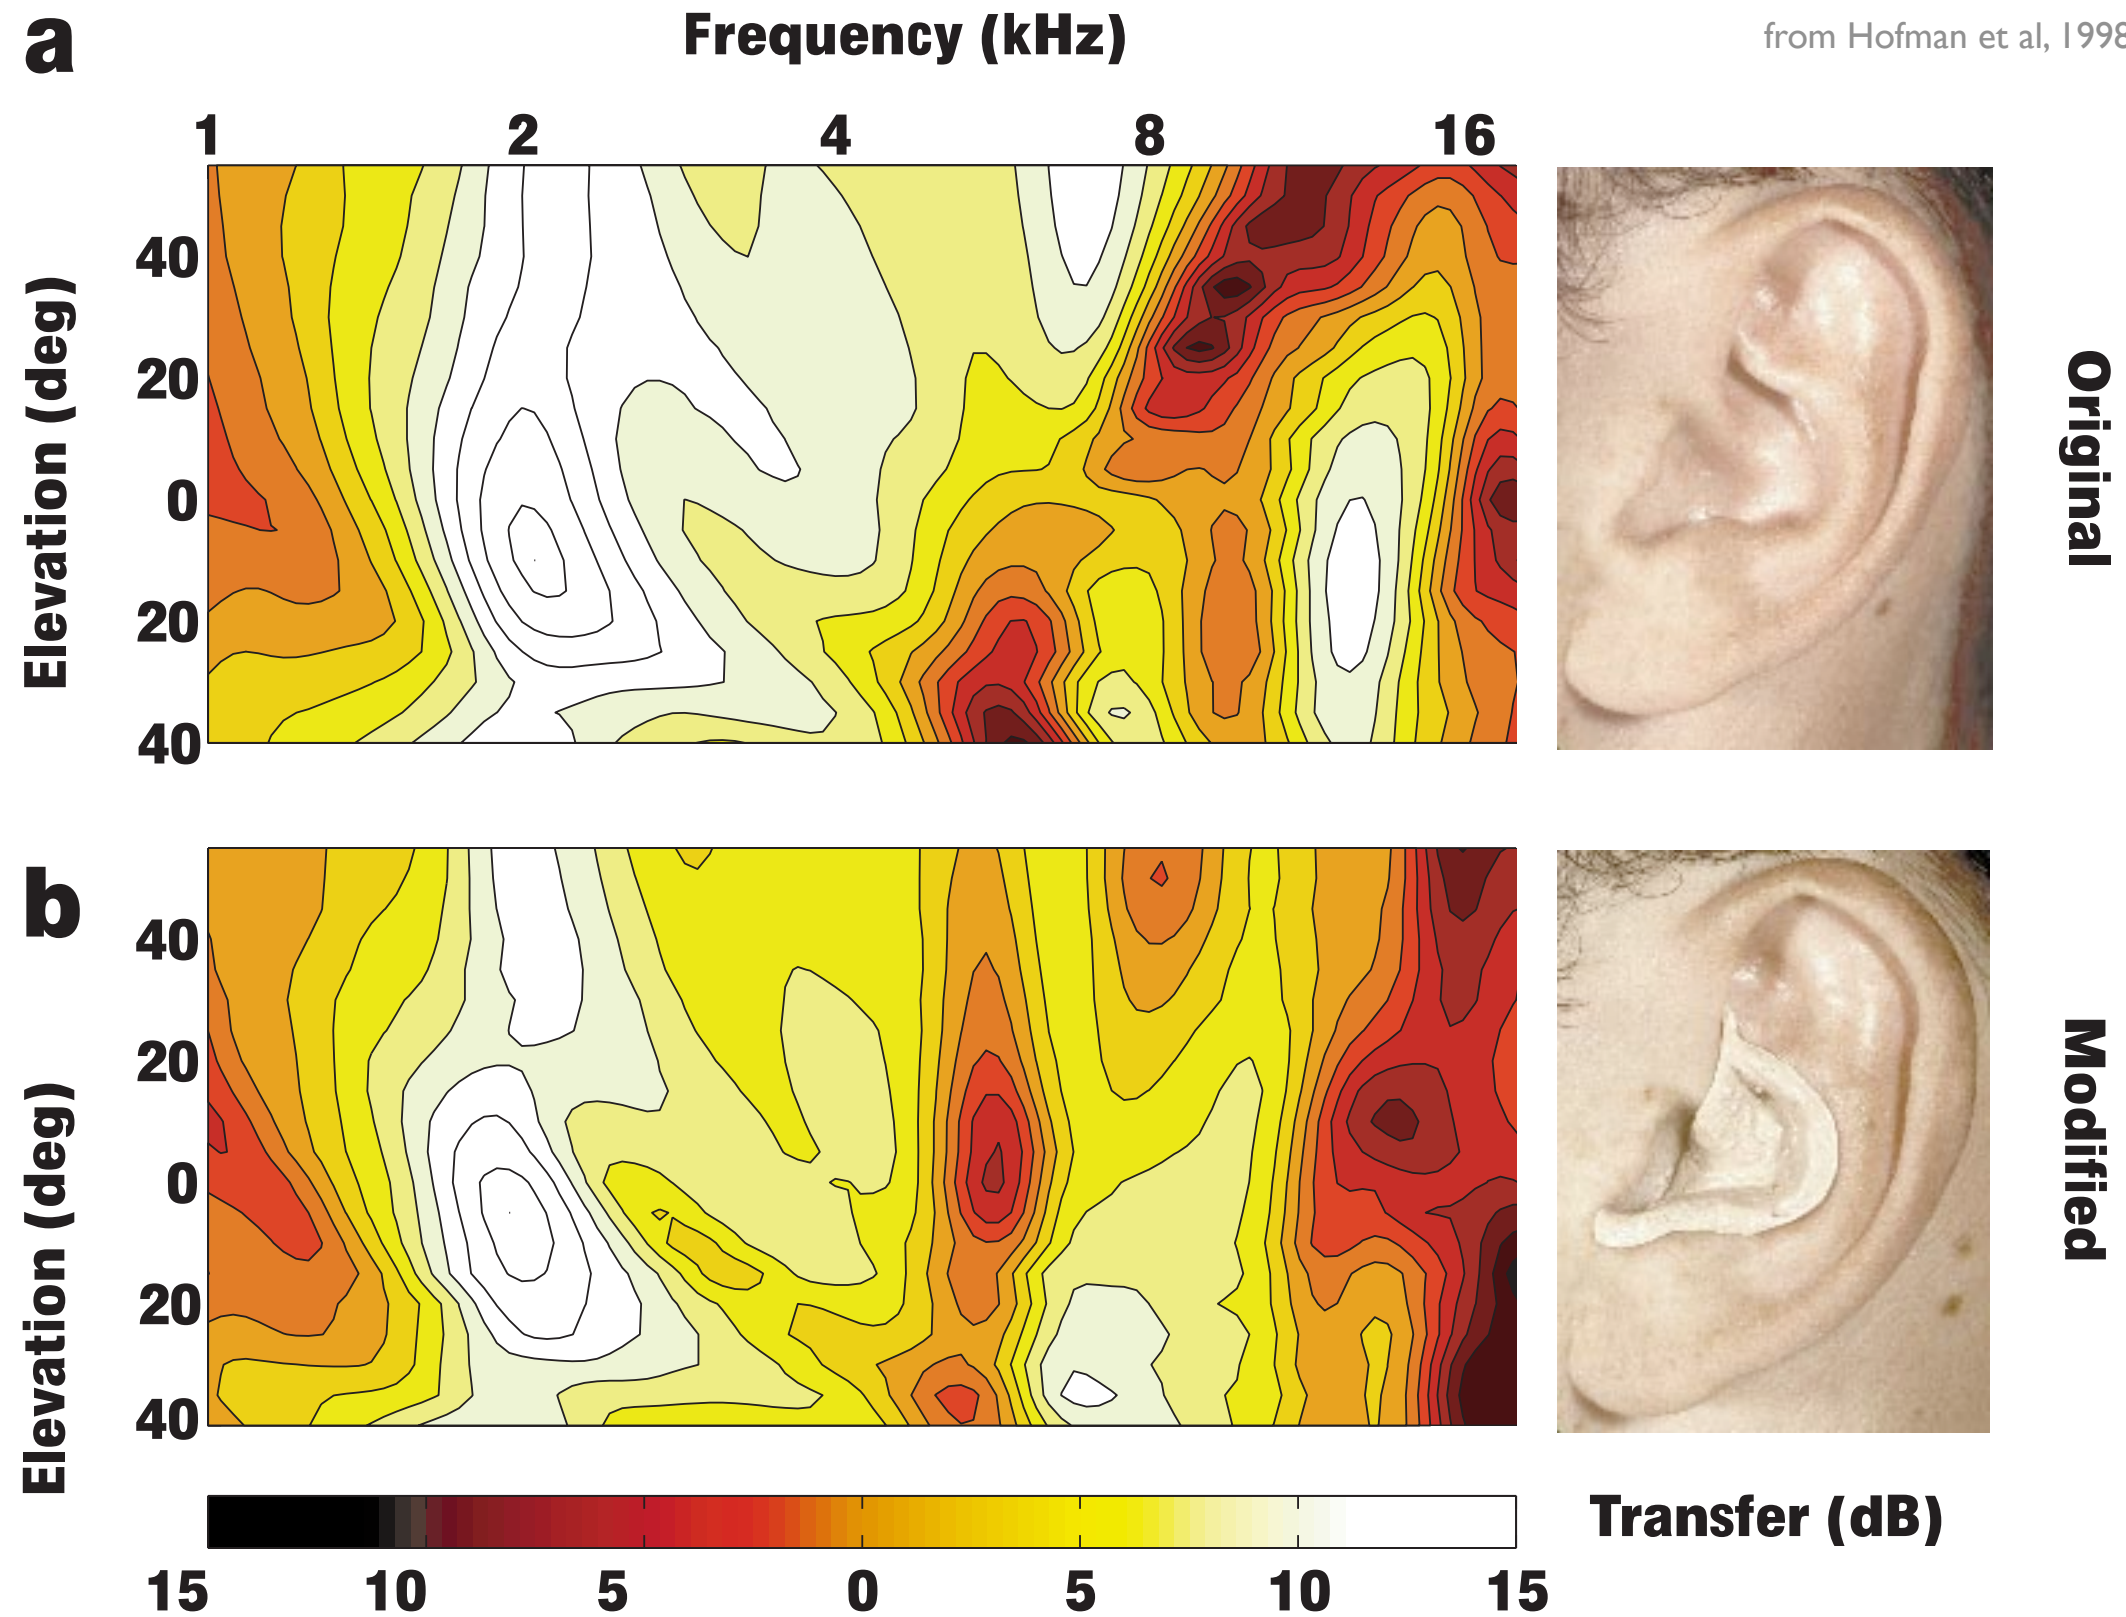 a
Frequency (kHz)
from Hofman et al, 1998
1 2 4 8 16
Elevation (deg)
40
20
0
20
40
Original
b
Elevation (deg)
40
20
0
20
40
Modified
15 10 5 0 5 10 15
Transfer (dB)